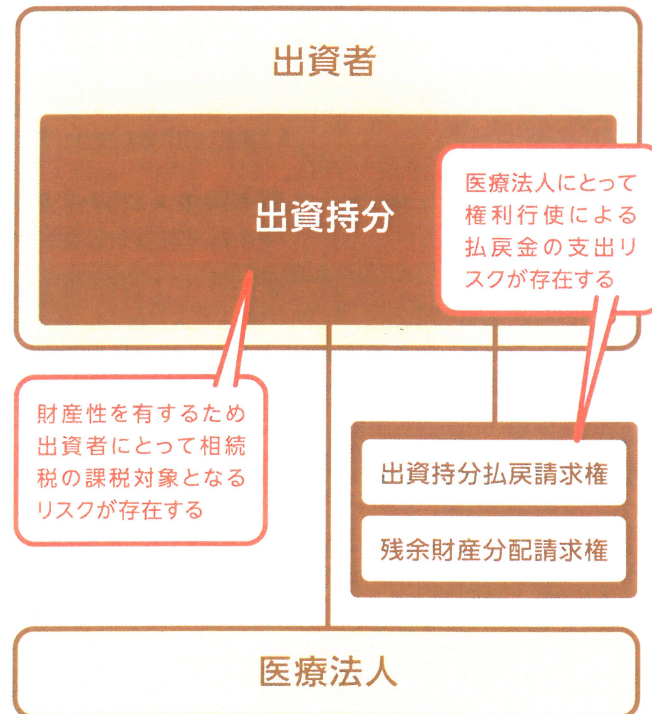 出資者
出資持分
医療法人にとって
権利行使による
払戻金の支出リ
スクが存在する
財産性を有するため
出資者にとって相続
税の課税対象となる
リスクが存在する
出資持分払戻請求権
残余財産分配請求権
医療法人